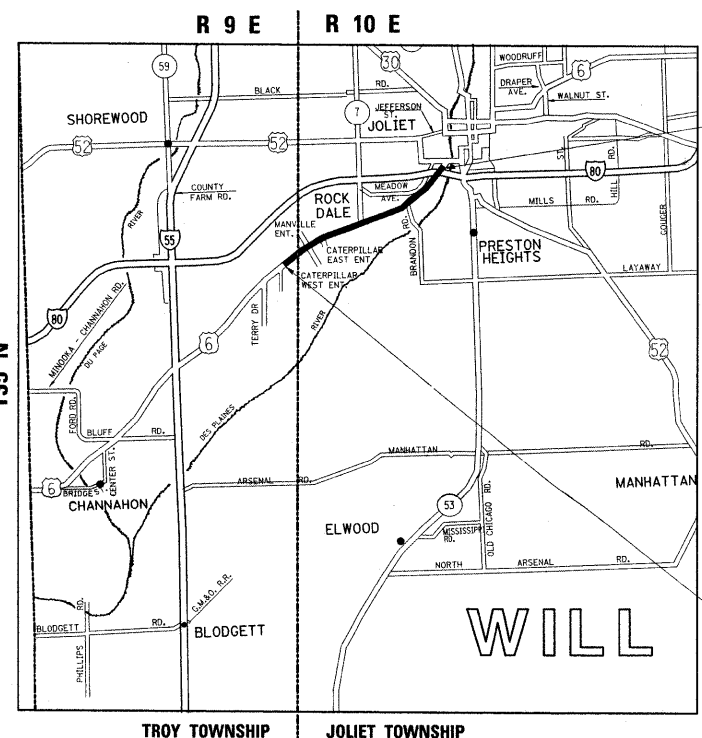 R 9 E
R 10 E
59
30
WOODRUFF
6
DRAPER
AVE.
WALNUT ST.
BLACK
RD.
7
JEFFERSON
ST.
SHOREWOOD
JOLIET
52
52
ST.
HILL
RD.
80
COUNTY
FARM RD.
MEADOW
AVE.
ROCK
DALE
MILLS
RD.
GOUGER
RIVER
MANVILLE
ENT.
CATERPILLAR
EAST ENT.
BRANDON
RD.
PRESTON
HEIGHTS
55
CATERPILLAR
WEST ENT.
LAYAWAY
MINOOKA - CHANNAHON RD.
80
TERRY DR
RIVER
6
52
DU PAGE
FORD RD.
BLUFF
RD.
DES PLAINES
MANHATTAN
RD.
CENTER ST.
6
BRIDGE ST.
CHANNAHON
ARSENAL
RD.
MANHATTAN
53
OLD CHICAGO RD.
ELWOOD
MISSISSIPPI
RD.
NORTH
ARSENAL
RD.
G.M.&O. R.R.
WILL
BLODGETT
RD.
RD.
PHILLIPS
BLODGETT
TROY TOWNSHIP
JOLIET TOWNSHIP